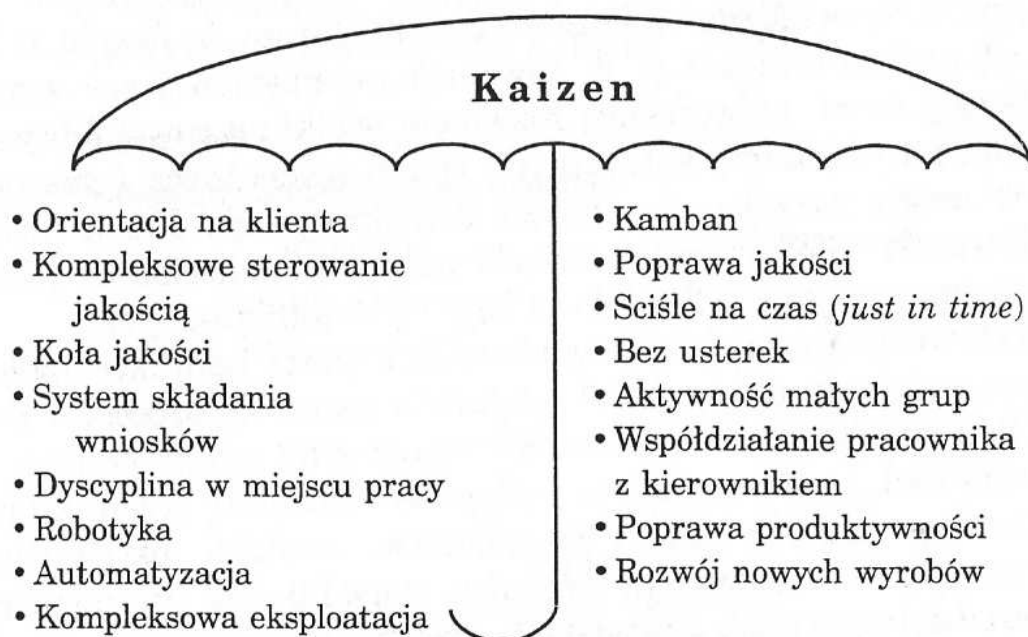 Kaizen
• Orientacja na klienta
• Kompleksowe sterowanie
jakością
• Koła jakości
• System składania
wniosków
• Dyscyplina w miejscu pracy
• Robotyka
• Automatyzacja
• Kompleksowa eksploatacja
• Kamban
• Poprawa jakości
• Sciśle na czas (just in time)
• Bez usterek
• Aktywność małych grup
• Współdziałanie pracownika
z kierownikiem
• Poprawa produktywności
• Rozwój nowych wyrobów